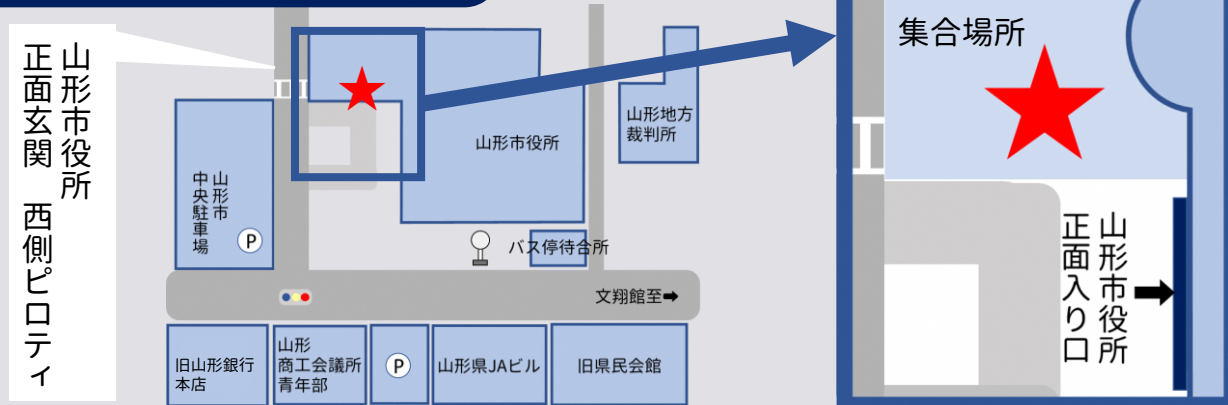 山形市役所
正面玄関 西側ピロティ
山形市
中央駐車場
P
山形市役所
山形地方
裁判所
バス停待合所
文翔館至➡
旧山形銀行
本店
山形
商工会議所
青年部
P
山形県JAビル
旧県民会館
集合場所
山形市役所
正面入り口